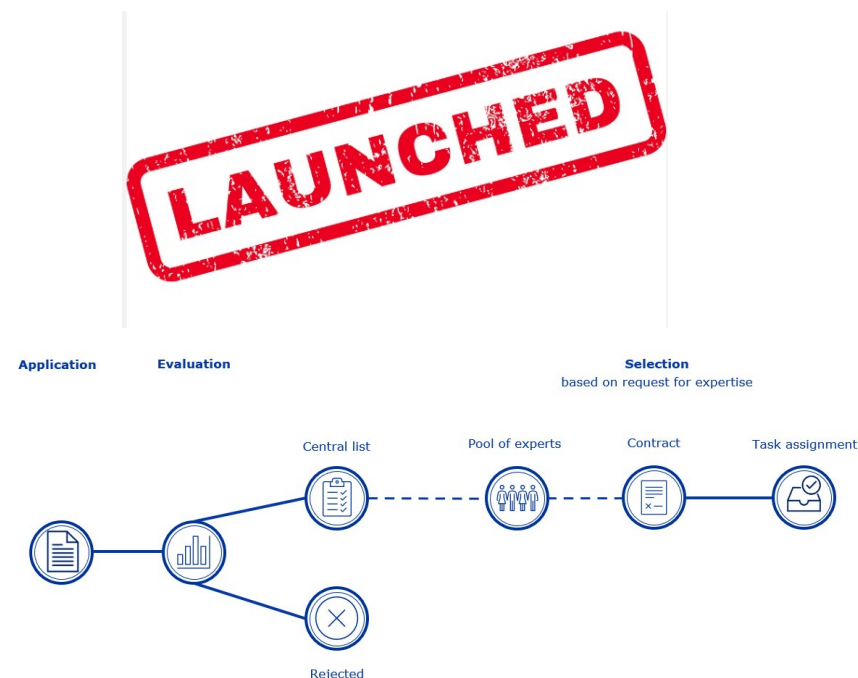 LAUNCHED
Application
Evaluation
Selection
based on request for expertise
Central list
Pool of experts
Contract
Task assignment
Rejected